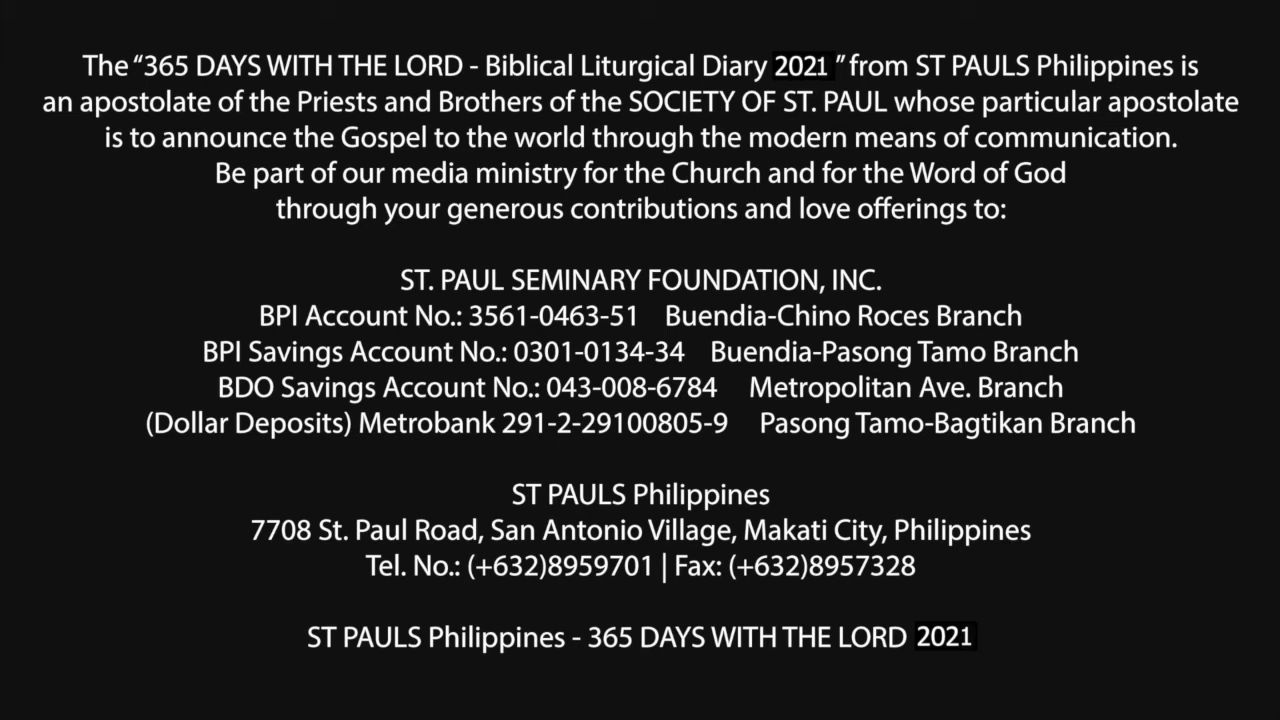 The “365 DAYS WITH THE LORD - Biblical Liturgical Diary 2021 ” from ST PAULS Philippines is
an apostolate of the Priests and Brothers of the SOCIETY OF ST. PAUL whose particular apostolate
is to announce the Gospel to the world through the modern means of communication.
Be part of our media ministry for the Church and for the Word of God
through your generous contributions and love offerings to:
ST. PAUL SEMINARY FOUNDATION, INC.
BPI Account No.: 3561-0463-51 Buendia-Chino Roces Branch
BPI Savings Account No.: 0301-0134-34 Buendia-Pasong Tamo Branch
BDO Savings Account No.: 043-008-6784 Metropolitan Ave. Branch
(Dollar Deposits) Metrobank 291-2-29100805-9 Pasong Tamo-Bagtikan Branch
ST PAULS Philippines
7708 St. Paul Road, San Antonio Village, Makati City, Philippines
Tel. No.: (+632)8959701 | Fax: (+632)8957328
ST PAULS Philippines - 365 DAYS WITH THE LORD 2021